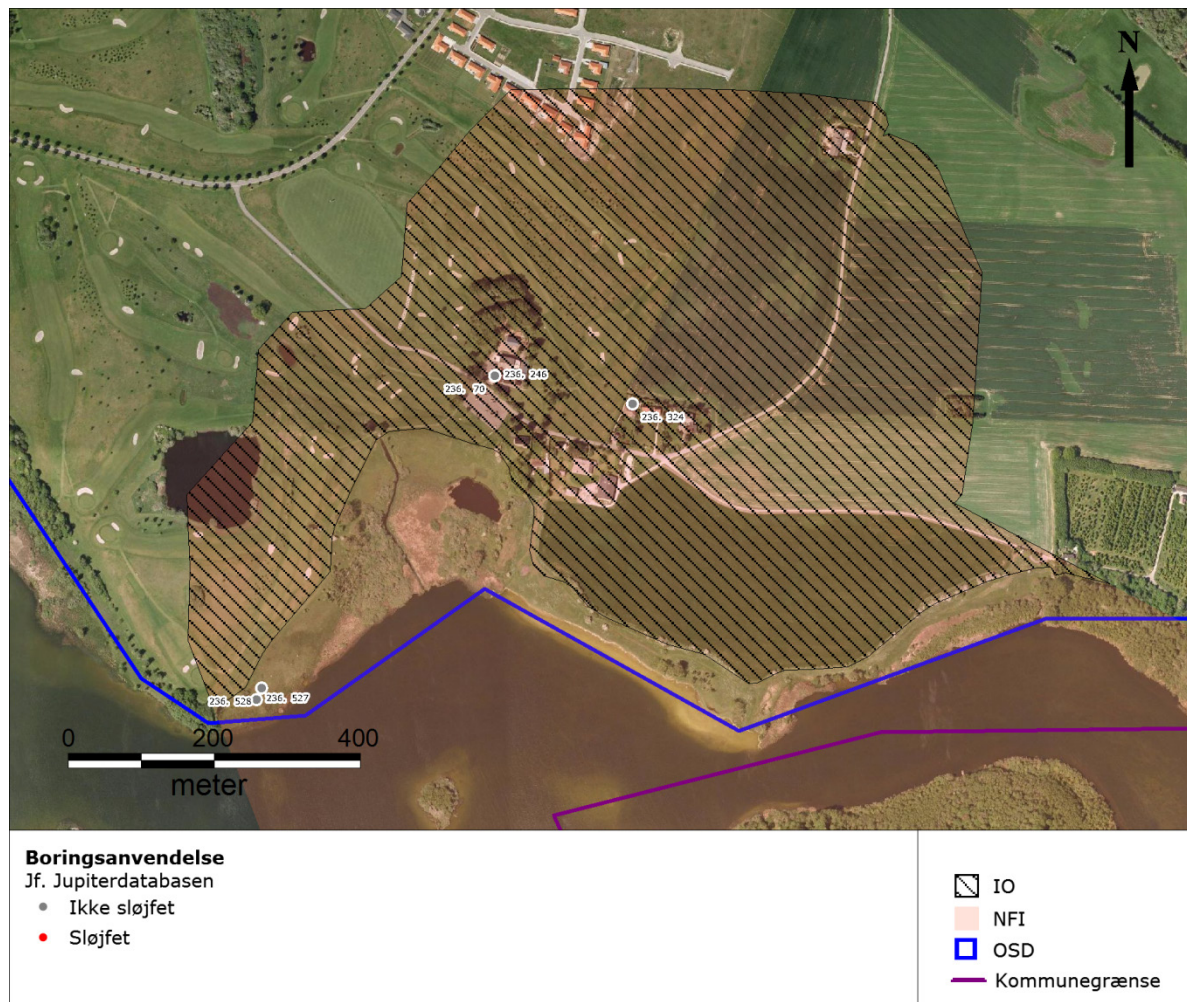 N
236. 246
236. 70
236. 324
236. 528
236. 527
0 200 400
meter
Boringsanvendelse
Jf. Jupiterdatabasen
Ikke sløjfet
Sløjfet
IO
NFI
OSD
Kommunegrænse